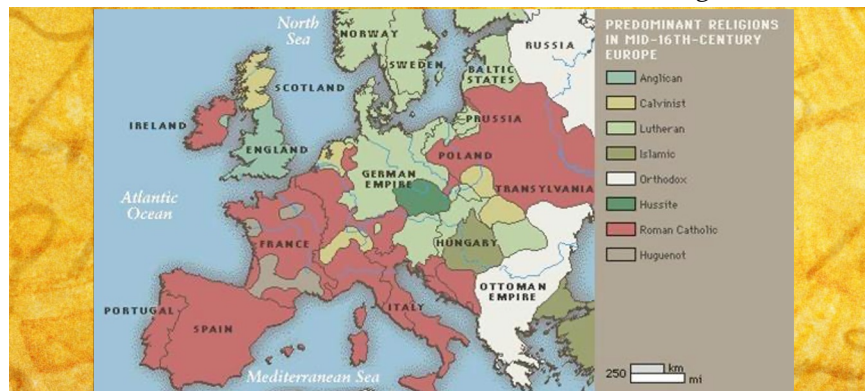 North
Sea
NORWAY
SWEDEN
RUSSIA
BALTIC
STATES
SCOTLAND
IRELAND
PRUSSIA
ENGLAND
POLAND
GERMAN
EMPIRE
TRANSYLVANIA
Atlantic
Ocean
FRANCE
HUNGARY
OTTOMAN
EMPIRE
PORTUGAL
ITALY
SPAIN
Mediterranean Sea
PREDOMINANT RELIGIONS
IN MID-16TH-CENTURY
EUROPE
Anglican
Calvinist
Lutheran
Islamic
Orthodox
Hussite
Roman Catholic
Huguenot
250 km
mi